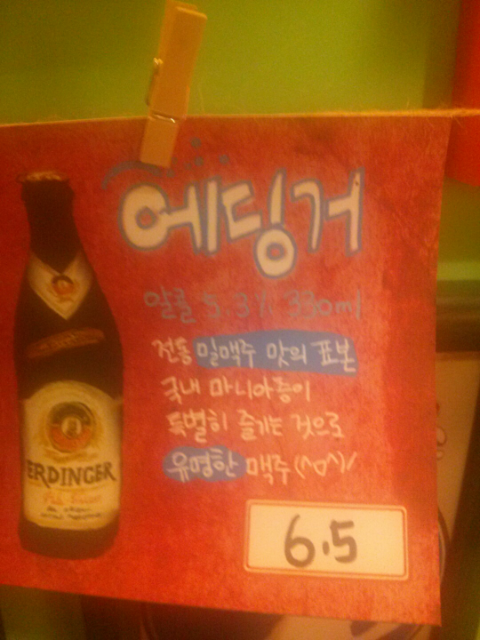 에딩거
알콜 5.3% 330ml
전통 밀맥주 맛의 표본
국내 마니아층이
특별히 즐기는 것으로
유명한 맥주(^o^)/
6.5
ERDINGER